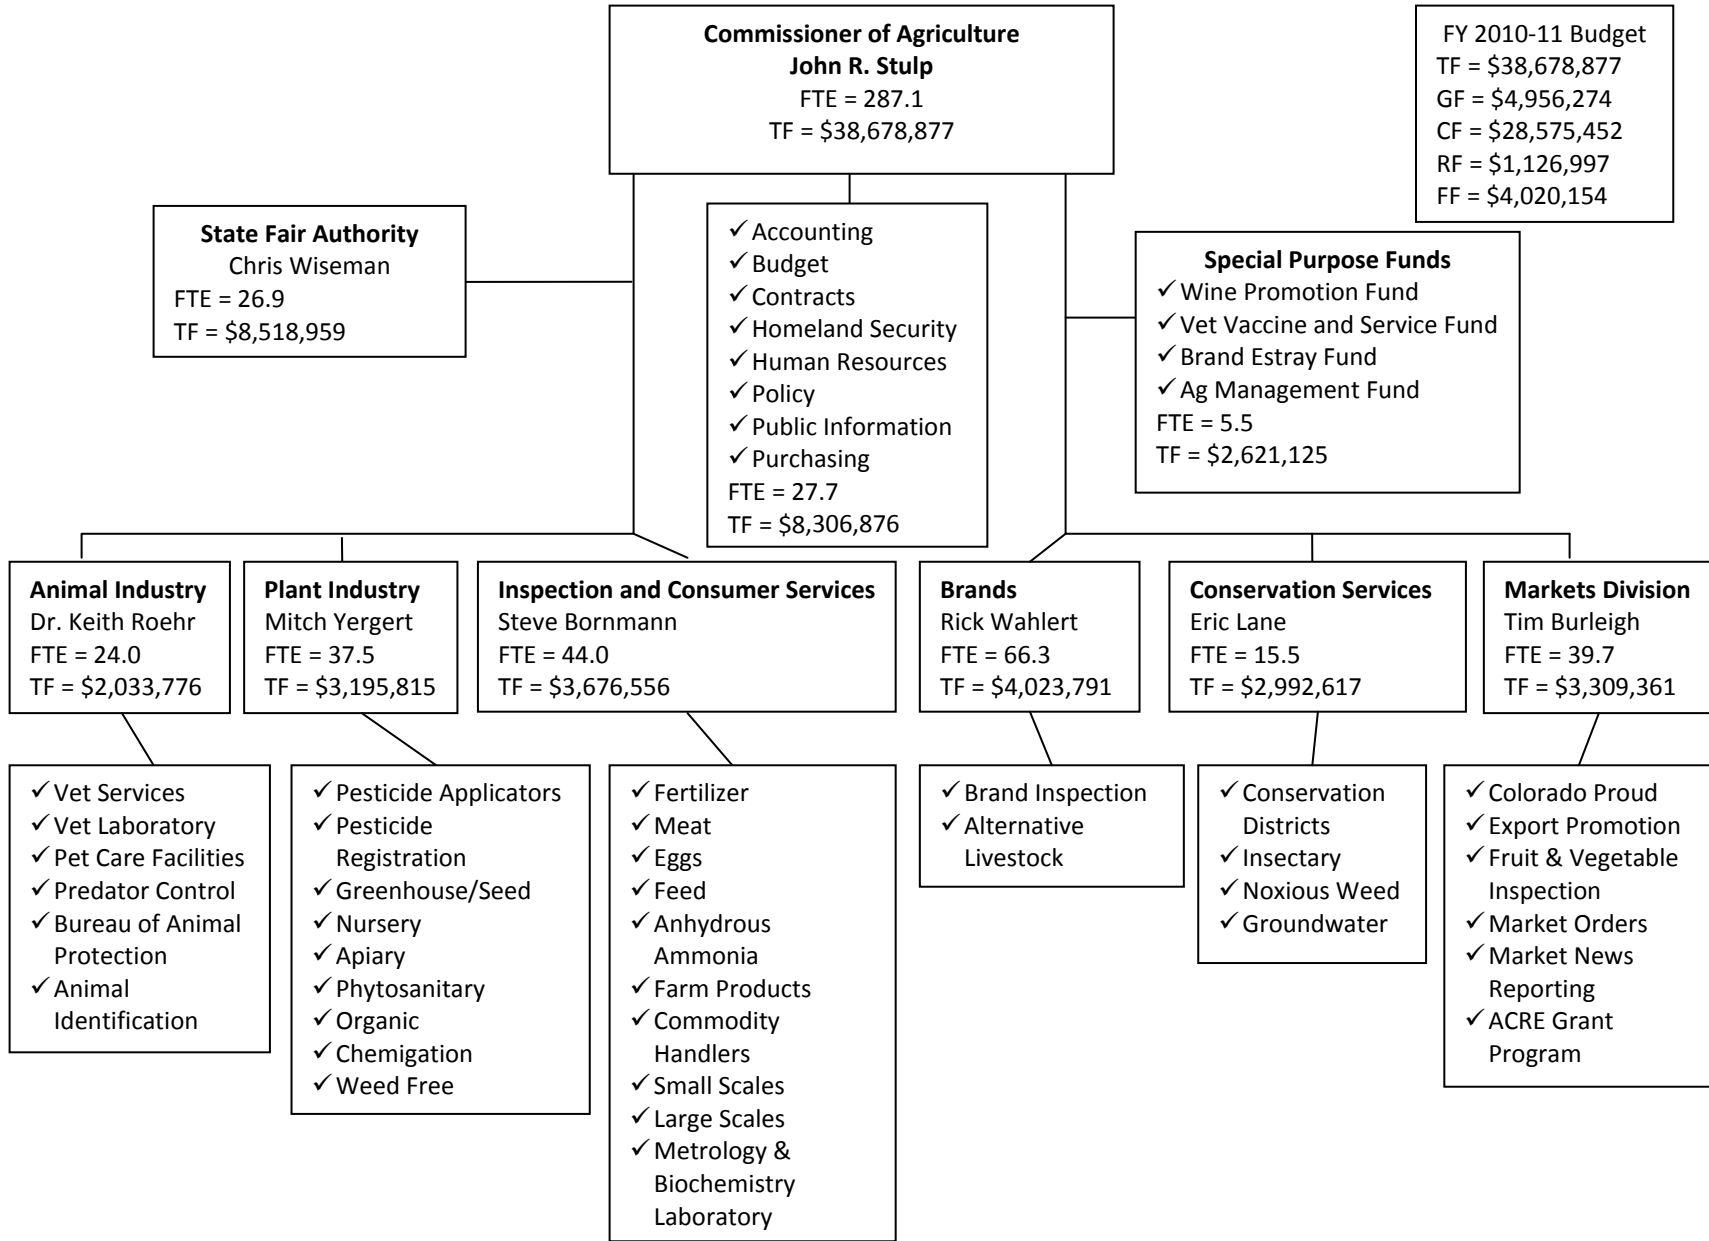 Commissioner of Agriculture
John R. Stulp
FTE = 287.1
TF = $38,678,877
FY 2010-11 Budget
TF = $38,678,877
GF = $4,956,274
CF = $28,575,452
RF = $1,126,997
FF = $4,020,154
State Fair Authority
Chris Wiseman
FTE = 26.9
TF = $8,518,959
✓ Accounting
✓ Budget
✓ Contracts
✓ Homeland Security
✓ Human Resources
✓ Policy
✓ Public Information
✓ Purchasing
FTE = 27.7
TF = $8,306,876
Special Purpose Funds
✓ Wine Promotion Fund
✓ Vet Vaccine and Service Fund
✓ Brand Estray Fund
✓ Ag Management Fund
FTE = 5.5
TF = $2,621,125
Animal Industry
Dr. Keith Roehr
FTE = 24.0
TF = $2,033,776
Plant Industry
Mitch Yergert
FTE = 37.5
TF = $3,195,815
Inspection and Consumer Services
Steve Bornmann
FTE = 44.0
TF = $3,676,556
Brands
Rick Wahlert
FTE = 66.3
TF = $4,023,791
Conservation Services
Eric Lane
FTE = 15.5
TF = $2,992,617
Markets Division
Tim Burleigh
FTE = 39.7
TF = $3,309,361
✓ Vet Services
✓ Vet Laboratory
✓ Pet Care Facilities
✓ Predator Control
✓ Bureau of Animal
Protection
✓ Animal
Identification
✓ Pesticide Applicators
✓ Pesticide
Registration
✓ Greenhouse/Seed
✓ Nursery
✓ Apiary
✓ Phytosanitary
✓ Organic
✓ Chemigation
✓ Weed Free
✓ Fertilizer
✓ Meat
✓ Eggs
✓ Feed
✓ Anhydrous
Ammonia
✓ Farm Products
✓ Commodity
Handlers
✓ Small Scales
✓ Large Scales
✓ Metrology &
Biochemistry
Laboratory
✓ Brand Inspection
✓ Alternative
Livestock
✓ Conservation
Districts
✓ Insectary
✓ Noxious Weed
✓ Groundwater
✓ Colorado Proud
✓ Export Promotion
✓ Fruit & Vegetable
Inspection
✓ Market Orders
✓ Market News
Reporting
✓ ACRE Grant
Program